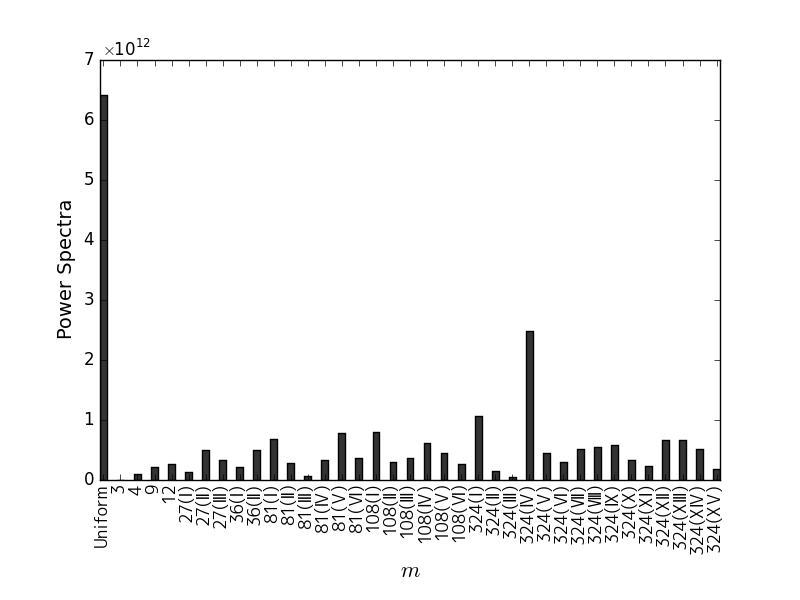 ×10¹²
7
6
5
4
3
2
1
0
Power Spectra
Uniform
3
4
9
12
27(I)
27(II)
27(III)
36(I)
36(II)
81(I)
81(II)
81(III)
81(IV)
81(V)
81(VI)
108(I)
108(II)
108(III)
108(IV)
108(V)
108(VI)
324(I)
324(II)
324(III)
324(IV)
324(V)
324(VI)
324(VII)
324(VIII)
324(IX)
324(X)
324(XI)
324(XII)
324(XIII)
324(XIV)
324(XV)
m